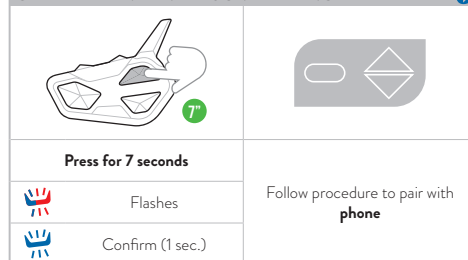 7"
Press for 7 seconds
Flashes
Confirm (1 sec.)
Follow procedure to pair with
phone